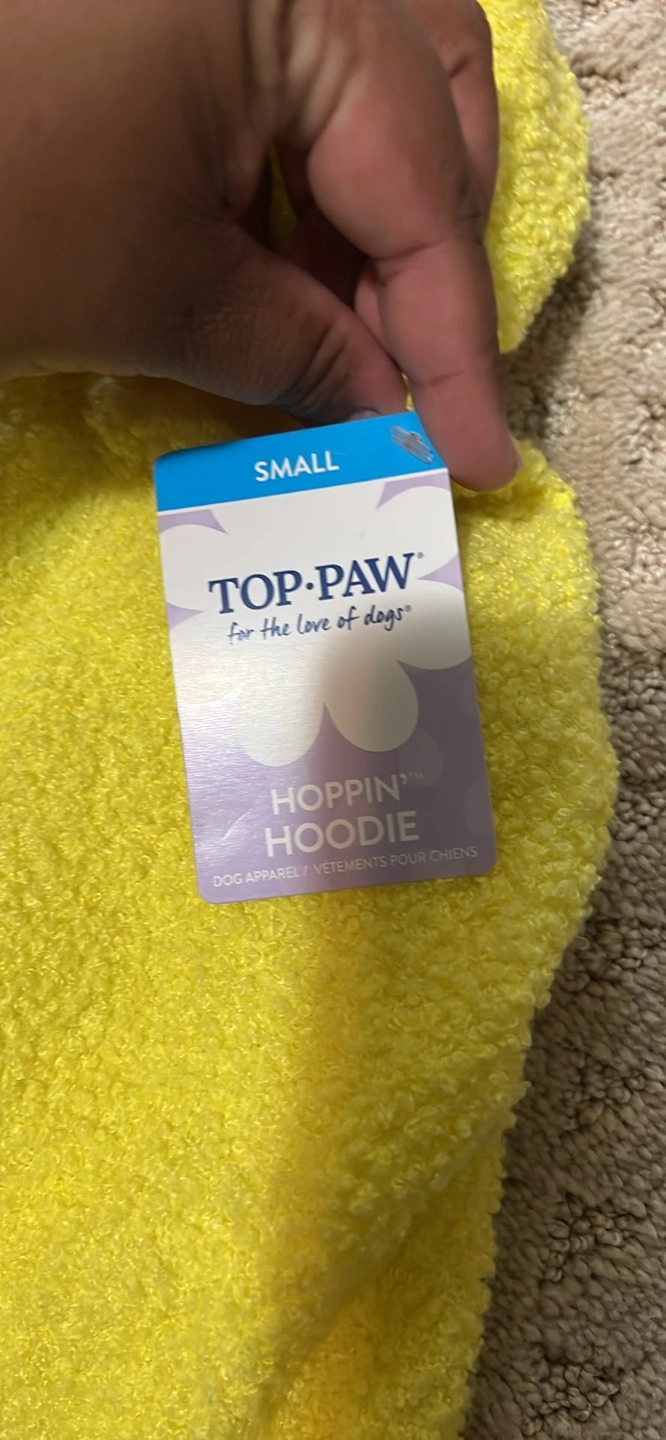 SMALL
TOP•PAW®
for the love of dogs®
HOPPIN'™
HOODIE
DOG APPAREL / VÊTEMENTS POUR CHIENS